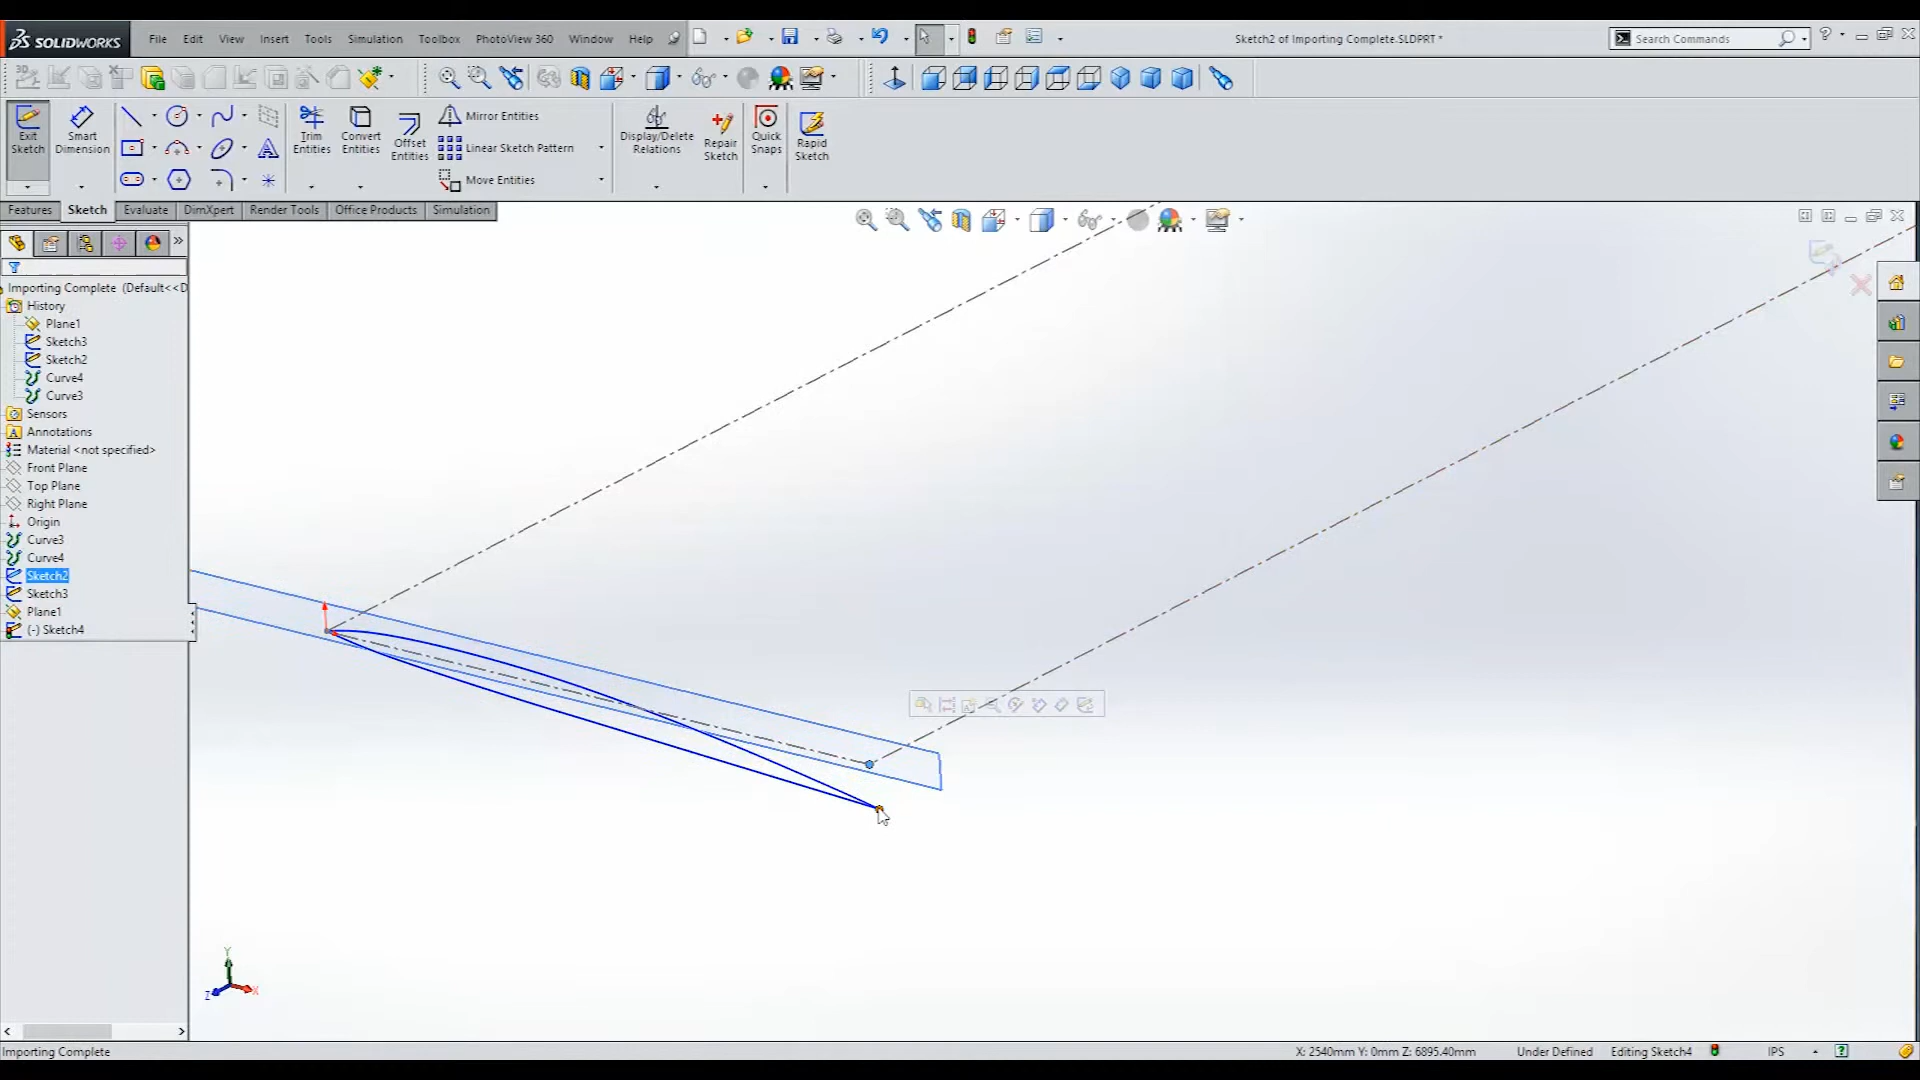 SOLIDWORKS
File Edit View Insert Tools Simulation Toolbox PhotoView 360 Window Help
Sketch2 of Importing Complete.SLDPRT *
Search Commands
Exit Sketch
Smart Dimension
Trim Entities
Convert Entities
Offset Entities
Mirror Entities
Linear Sketch Pattern
Move Entities
Display/Delete Relations
Repair Sketch
Quick Snaps
Rapid Sketch
Features Sketch Evaluate DimXpert Render Tools Office Products Simulation
Importing Complete (Default<<D
History
Plane1
Sketch3
Sketch2
Curve4
Curve3
Sensors
Annotations
Material <not specified>
Front Plane
Top Plane
Right Plane
Origin
Curve3
Curve4
Sketch2
Sketch3
Plane1
(-) Sketch4
Y
Z X
Importing Complete
X: 2540mm Y: 0mm Z: 6895.40mm Under Defined Editing Sketch4 IPS